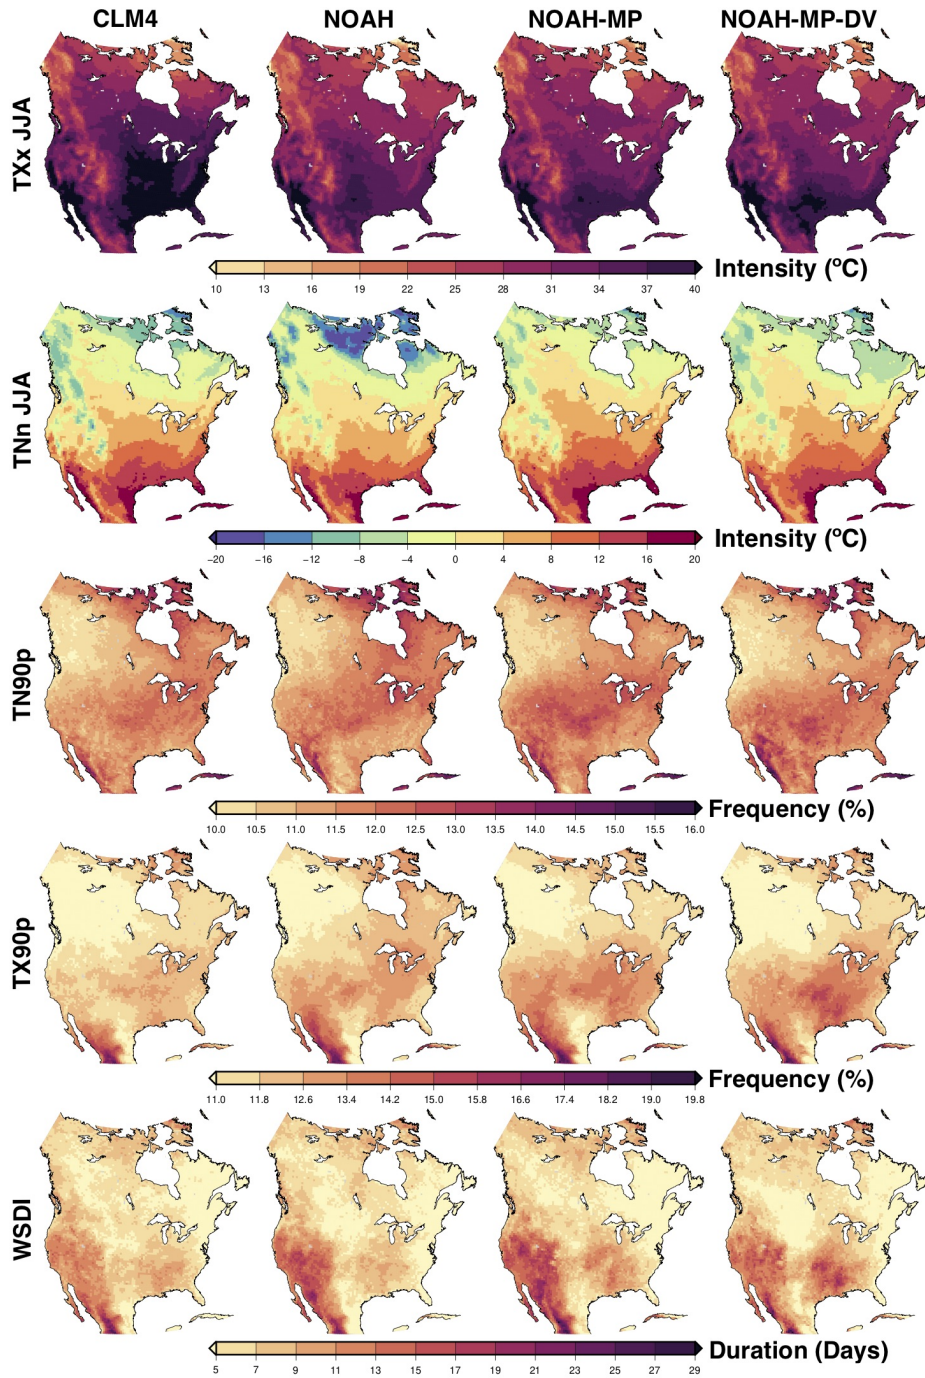 CLM4 NOAH NOAH-MP NOAH-MP-DV
TXx JJA
10 13 16 19 22 25 28 31 34 37 40
Intensity (ºC)
TNn JJA
−20 −16 −12 −8 −4 0 4 8 12 16 20
Intensity (ºC)
TN90p
10.0 10.5 11.0 11.5 12.0 12.5 13.0 13.5 14.0 14.5 15.0 15.5 16.0
Frequency (%)
TX90p
11.0 11.8 12.6 13.4 14.2 15.0 15.8 16.6 17.4 18.2 19.0 19.8
Frequency (%)
WSDI
5 7 9 11 13 15 17 19 21 23 25 27 29
Duration (Days)